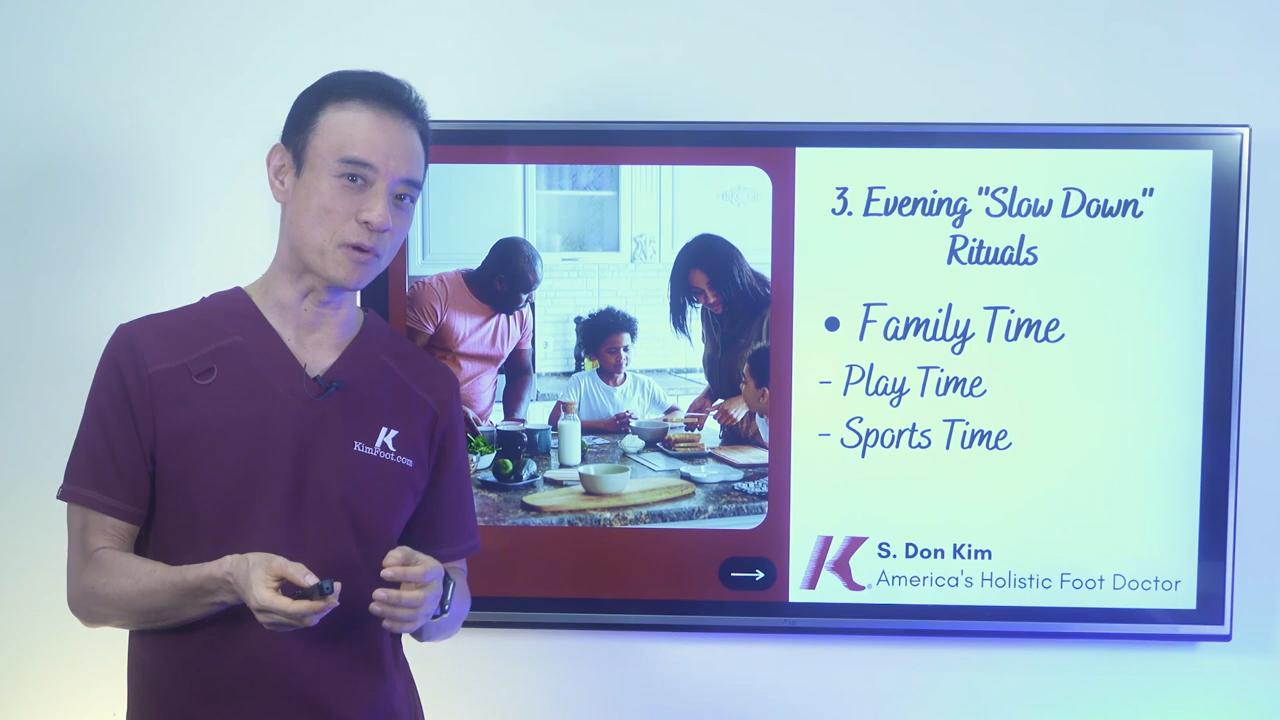 K
KimFoot.com
3. Evening "Slow Down"
Rituals
• Family Time
- Play Time
- Sports Time
K®
S. Don Kim
America's Holistic Foot Doctor